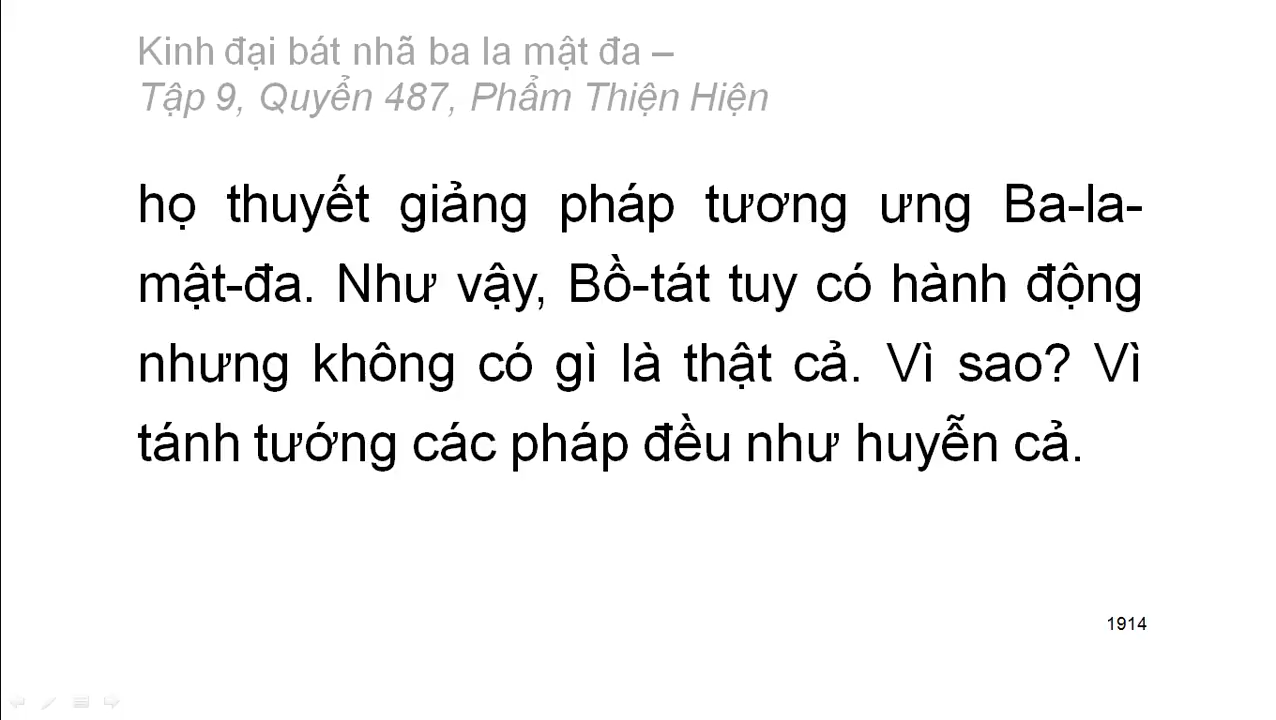 Kinh đại bát nhã ba la mật đa –
Tập 9, Quyển 487, Phẩm Thiện Hiện
họ thuyết giảng pháp tương ưng Ba-la-
mật-đa. Như vậy, Bồ-tát tuy có hành động
nhưng không có gì là thật cả. Vì sao? Vì
tánh tướng các pháp đều như huyễn cả.
1914